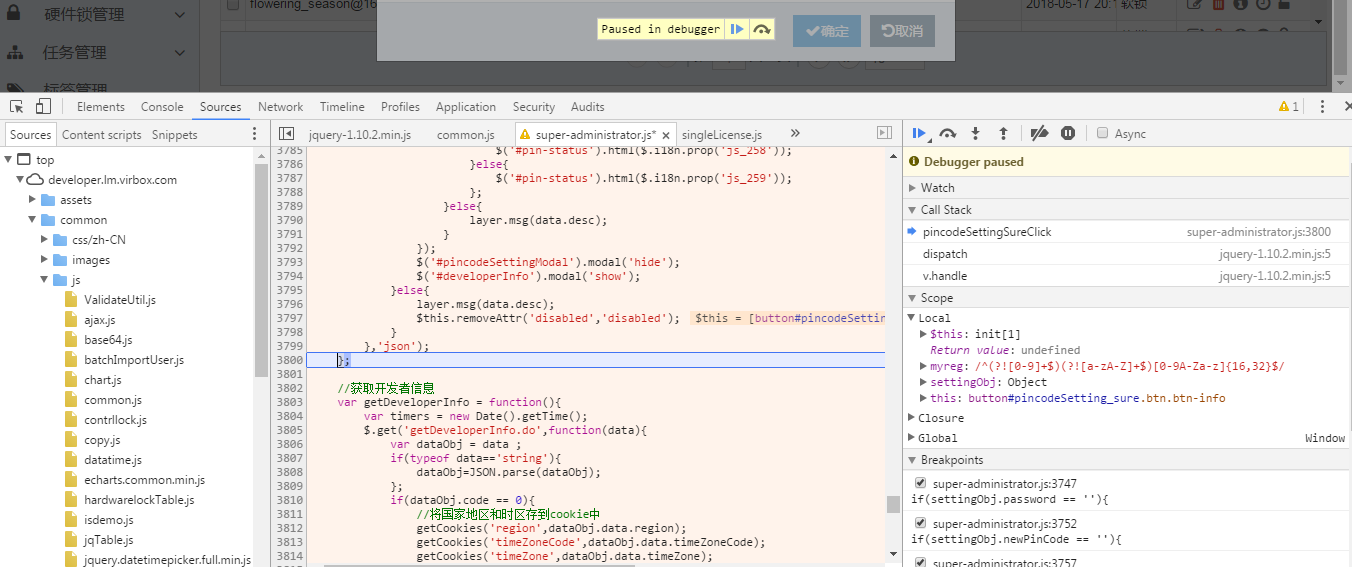 硬件锁管理
flowering_season@16
2018-05-17 20:1
软锁
任务管理
Paused in debugger
确定
取消
标签管理
Elements Console Sources Network Timeline Profiles Application Security Audits
1
Sources Content scripts Snippets
jquery-1.10.2.min.js common.js super-administrator.js* × singleLicense.js »
Async
top
developer.lm.virbox.com
assets
common
css/zh-CN
images
js
ValidateUtil.js
ajax.js
base64.js
batchImportUser.js
chart.js
common.js
contrllock.js
copy.js
datatime.js
echarts.common.min.js
hardwarelockTable.js
isdemo.js
jqTable.js
jquery.datetimepicker.full.min.js
3785 $('#pin-status').html($.i18n.prop('js_258'));
3786 }else{
3787 $('#pin-status').html($.i18n.prop('js_259'));
3788 };
3789 }else{
3790 layer.msg(data.desc);
3791 }
3792 });
3793 $('#pincodeSettingModal').modal('hide');
3794 $('#developerInfo').modal('show');
3795 }else{
3796 layer.msg(data.desc);
3797 $this.removeAttr('disabled','disabled'); $this = [button#pincodeSettin
3798 }
3799 },'json');
3800 };
3801
3802 //获取开发者信息
3803 var getDeveloperInfo = function(){
3804 var timers = new Date().getTime();
3805 $.get('getDeveloperInfo.do',function(data){
3806 var dataObj = data ;
3807 if(typeof data=='string'){
3808 dataObj=JSON.parse(dataObj);
3809 };
3810 if(dataObj.code == 0){
3811 //将国家地区和时区存到cookie中
3812 getCookies('region',dataObj.data.region);
3813 getCookies('timeZoneCode',dataObj.data.timeZoneCode);
3814 getCookies('timeZone',dataObj.data.timeZone);
Debugger paused
Watch
Call Stack
pincodeSettingSureClick super-administrator.js:3800
dispatch jquery-1.10.2.min.js:5
v.handle jquery-1.10.2.min.js:5
Scope
Local
$this: init[1]
Return value: undefined
myreg: /^(?![0-9]+$)(?![a-zA-Z]+$)[0-9A-Za-z]{16,32}$/
settingObj: Object
this: button#pincodeSetting_sure.btn.btn-info
Closure
Global Window
Breakpoints
super-administrator.js:3747
if(settingObj.password == ''){
super-administrator.js:3752
if(settingObj.newPinCode == ''){
super-administrator.js:3757